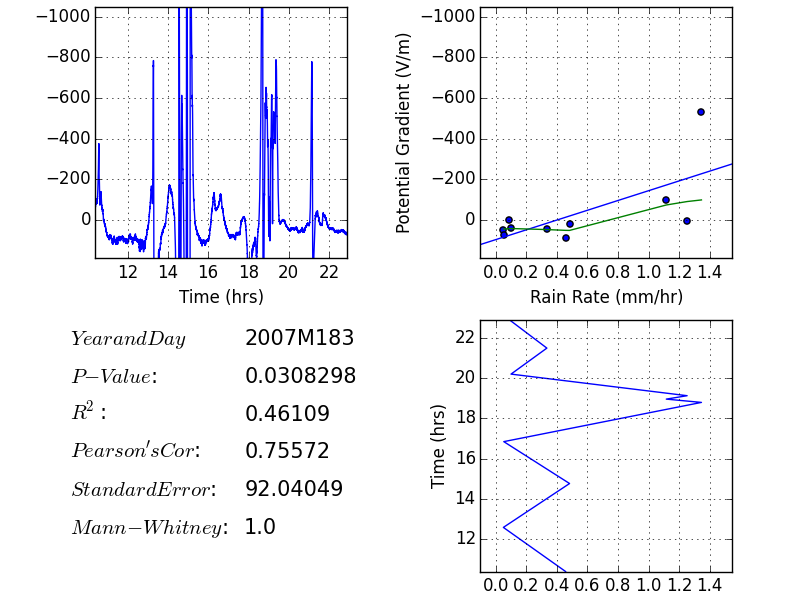 −1000
−800
−600
−400
−200
0
12 14 16 18 20 22
Time (hrs)
Potential Gradient (V/m)
−1000
−800
−600
−400
−200
0
0.0 0.2 0.4 0.6 0.8 1.0 1.2 1.4
Rain Rate (mm/hr)
YearandDay 2007M183
P−Value: 0.0308298
R²: 0.46109
Pearson′sCor: 0.75572
StandardError: 92.04049
Mann−Whitney: 1.0
Time (hrs)
22
20
18
16
14
12
0.0 0.2 0.4 0.6 0.8 1.0 1.2 1.4